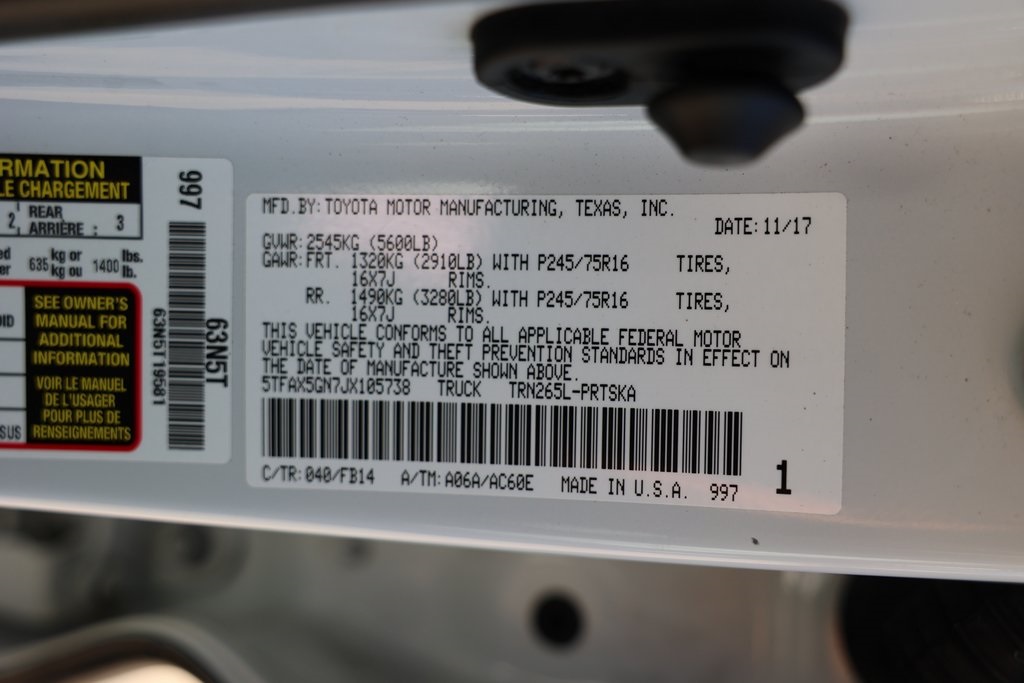 RMATION
LE CHARGEMENT
2, REAR
ARRIÈRE : 3
635 kg or
kg ou 1400 lbs.
lb.
SEE OWNER'S
MANUAL FOR
ADDITIONAL
INFORMATION
VOIR LE MANUEL
DE L'USAGER
POUR PLUS DE
RENSEIGNEMENTS
SUS
997
63N5T19581
63N5T
MFD.BY:TOYOTA MOTOR MANUFACTURING, TEXAS, INC.
DATE:11/17
GVWR:2545KG (5600LB)
GAWR:FRT. 1320KG (2910LB) WITH P245/75R16 TIRES,
16X7J RIMS.
RR. 1490KG (3280LB) WITH P245/75R16 TIRES,
16X7J RIMS.
THIS VEHICLE CONFORMS TO ALL APPLICABLE FEDERAL MOTOR
VEHICLE SAFETY AND THEFT PREVENTION STANDARDS IN EFFECT ON
THE DATE OF MANUFACTURE SHOWN ABOVE.
5TFAX5GN7JX105738 TRUCK TRN265L-PRTSKA
C/TR:040/FB14 A/TM:A06A/AC60E MADE IN U.S.A. 997
1